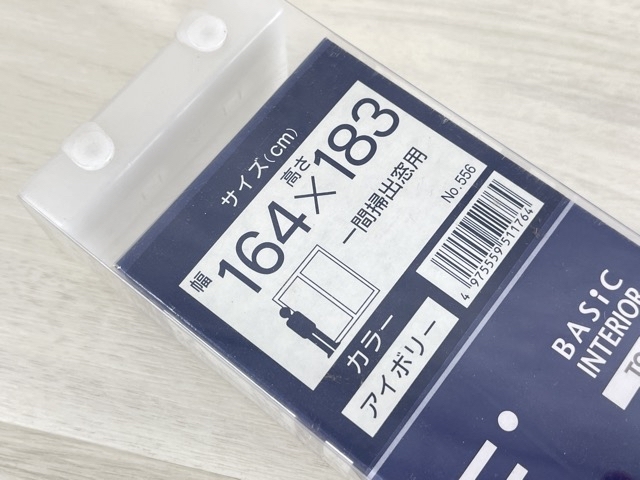 サイズ(cm)
幅 高さ
164×183
一間掃出窓用
No.556
4 975559 511764
カラー
アイボリー
BASiC
INTERIOR